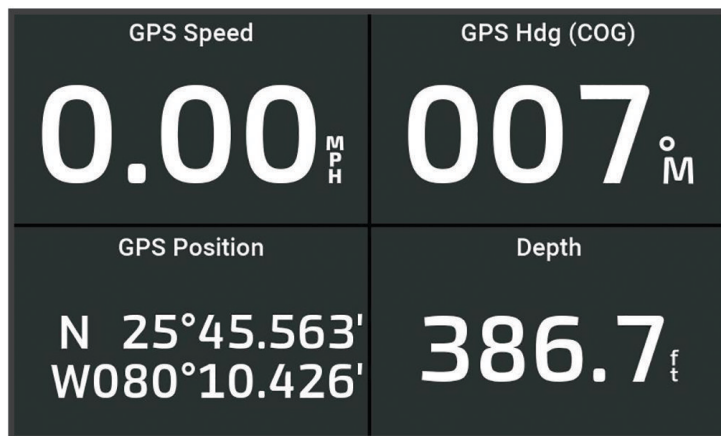 GPS Speed
0.00 MPH
GPS Hdg (COG)
007 °M
GPS Position
N 25°45.563'
W080°10.426'
Depth
386.7 ft